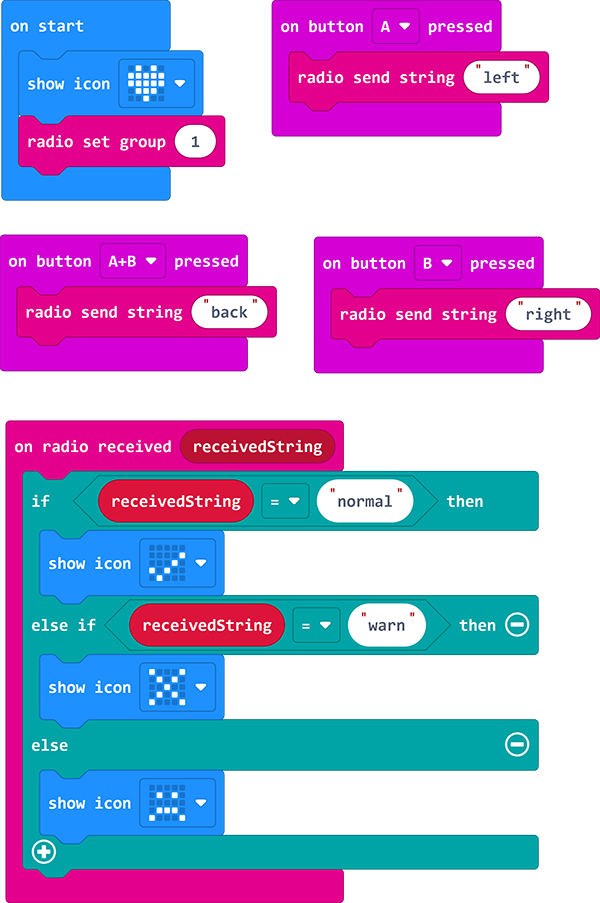 on start
show icon
radio set group 1
on button A pressed
radio send string "left"
on button A+B pressed
radio send string "back"
on button B pressed
radio send string "right"
on radio received receivedString
if receivedString = "normal" then
show icon
else if receivedString = "warn" then
show icon
else
show icon